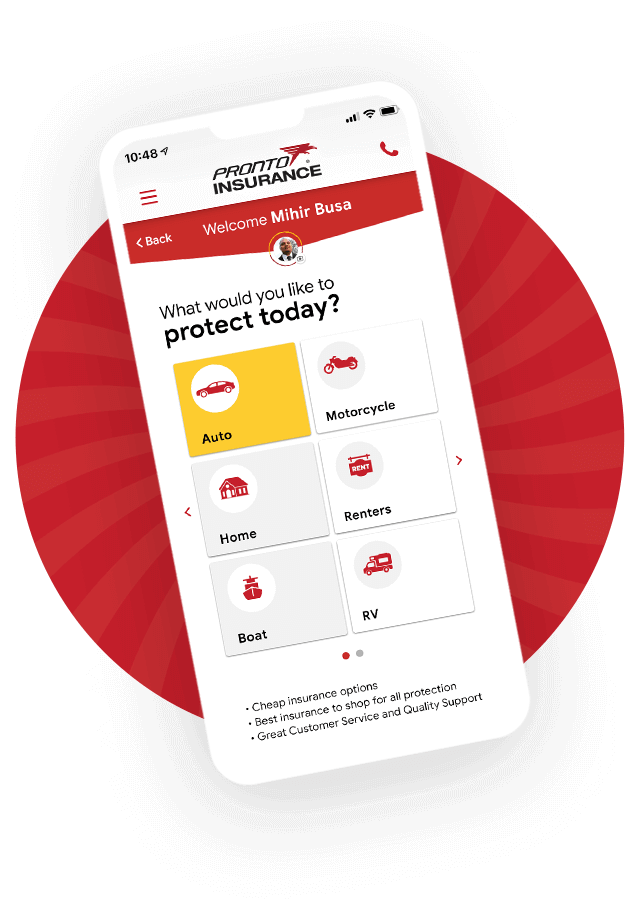 10:48
PRONTO
INSURANCE
Back
Welcome Mihir Busa
What would you like to
protect today?
Auto
Motorcycle
Home
RENT
Renters
Boat
RV
• Cheap insurance options
• Best insurance to shop for all protection
• Great Customer Service and Quality Support